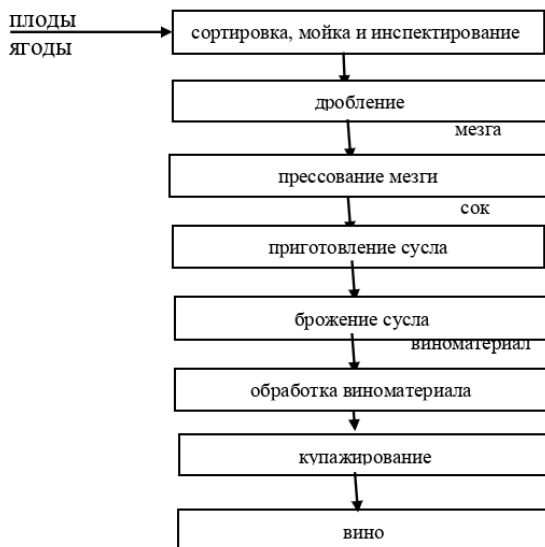 плоды
ягоды
сортировка, мойка и инспектирование
дробление
мезга
прессование мезги
сок
приготовление сусла
брожение сусла
виноматериал
обработка виноматериала
купажирование
вино